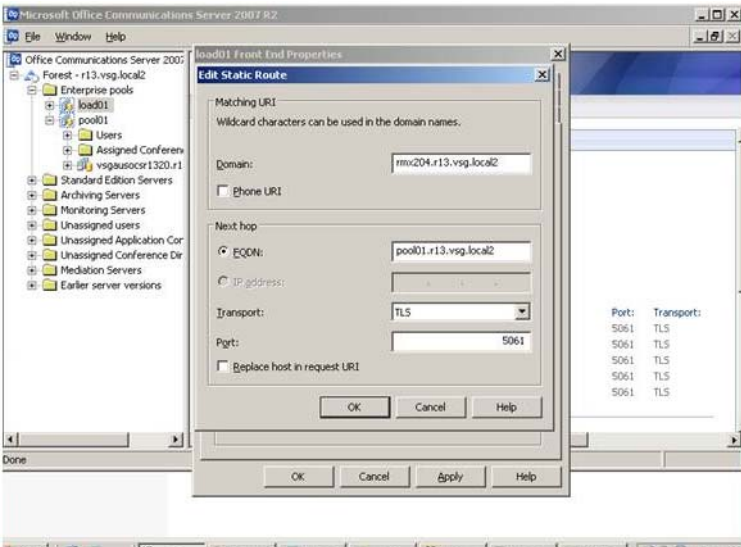 Microsoft Office Communications Server 2007 R2
File Window Help
Office Communications Server 2007
Forest - r13.vsg.local2
Enterprise pools
load01
pool01
Users
Assigned Conferen
vsgausocsr1320.r1
Standard Edition Servers
Archiving Servers
Monitoring Servers
Unassigned users
Unassigned Application Cor
Unassigned Conference Dir
Mediation Servers
Earlier server versions
Done
load01 Front End Properties
Edit Static Route
Matching URI
Wildcard characters can be used in the domain names.
Domain: rmx204.r13.vsg.local2
Phone URI
Next hop
FQDN: pool01.r13.vsg.local2
IP address:
Transport: TLS
Port: 5061
Replace host in request URI
OK Cancel Help
OK Cancel Apply Help
Port: Transport:
5061 TLS
5061 TLS
5061 TLS
5061 TLS
5061 TLS